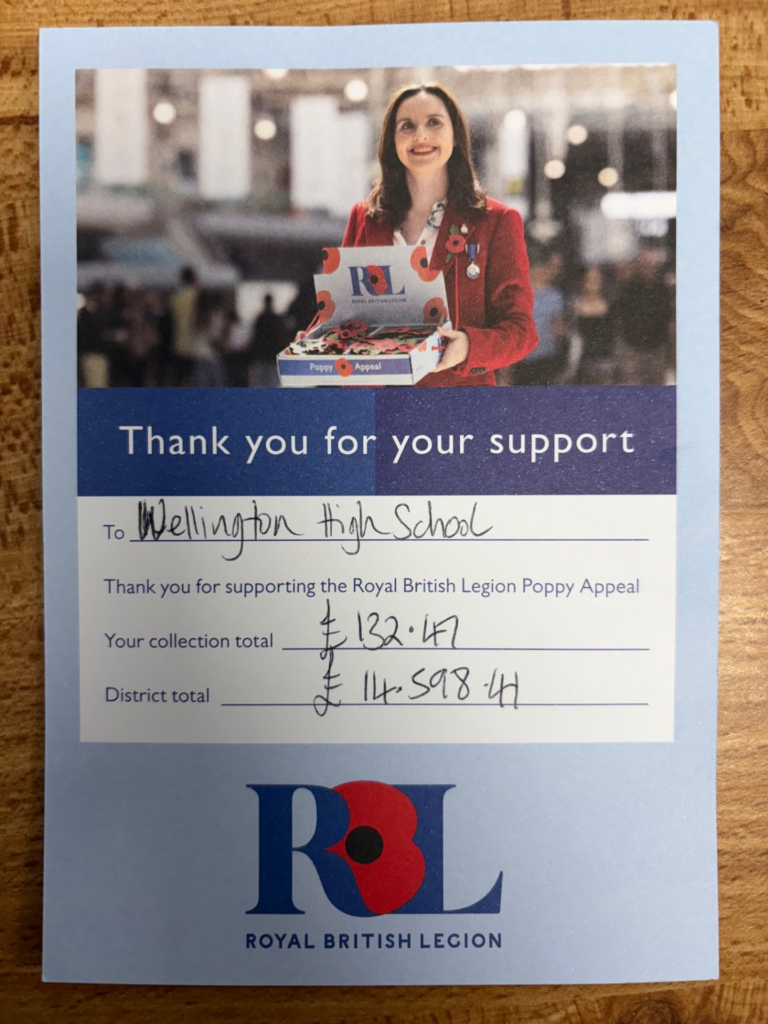 RBL
ROYAL BRITISH LEGION
Poppy Appeal
Thank you for your support
To Wellington High School
Thank you for supporting the Royal British Legion Poppy Appeal
Your collection total £132.47
District total £14.598.41
RBL
ROYAL BRITISH LEGION